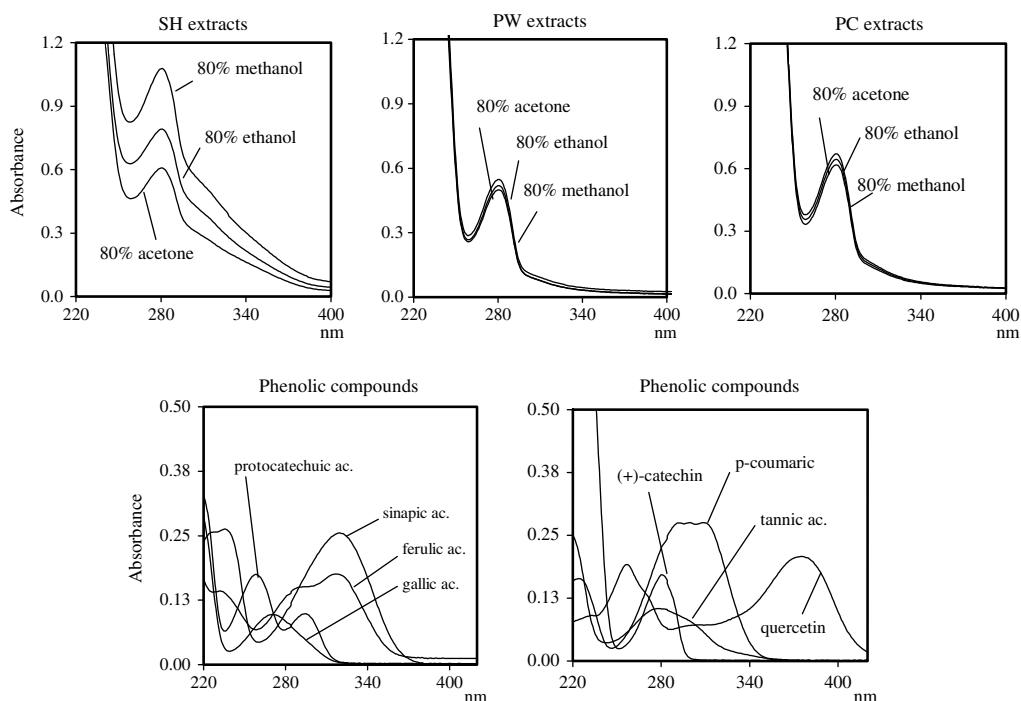 SH extracts
1.2
0.9
0.6
0.3
0.0
Absorbance
80% methanol
80% ethanol
80% acetone
220
280
340
400
nm
PW extracts
1.2
0.9
0.6
0.3
0.0
80% acetone
80% ethanol
80% methanol
220
280
340
400
nm
PC extracts
1.2
0.9
0.6
0.3
0.0
80% acetone
80% ethanol
80% methanol
220
280
340
400
nm
Phenolic compounds
0.50
0.38
0.25
0.13
0.00
Absorbance
protocatechuic ac.
sinapic ac.
ferulic ac.
gallic ac.
220
280
340
400
nm
Phenolic compounds
0.50
0.38
0.25
0.13
0.00
(+)-catechin
p-coumaric
tannic ac.
quercetin
220
280
340
400
nm